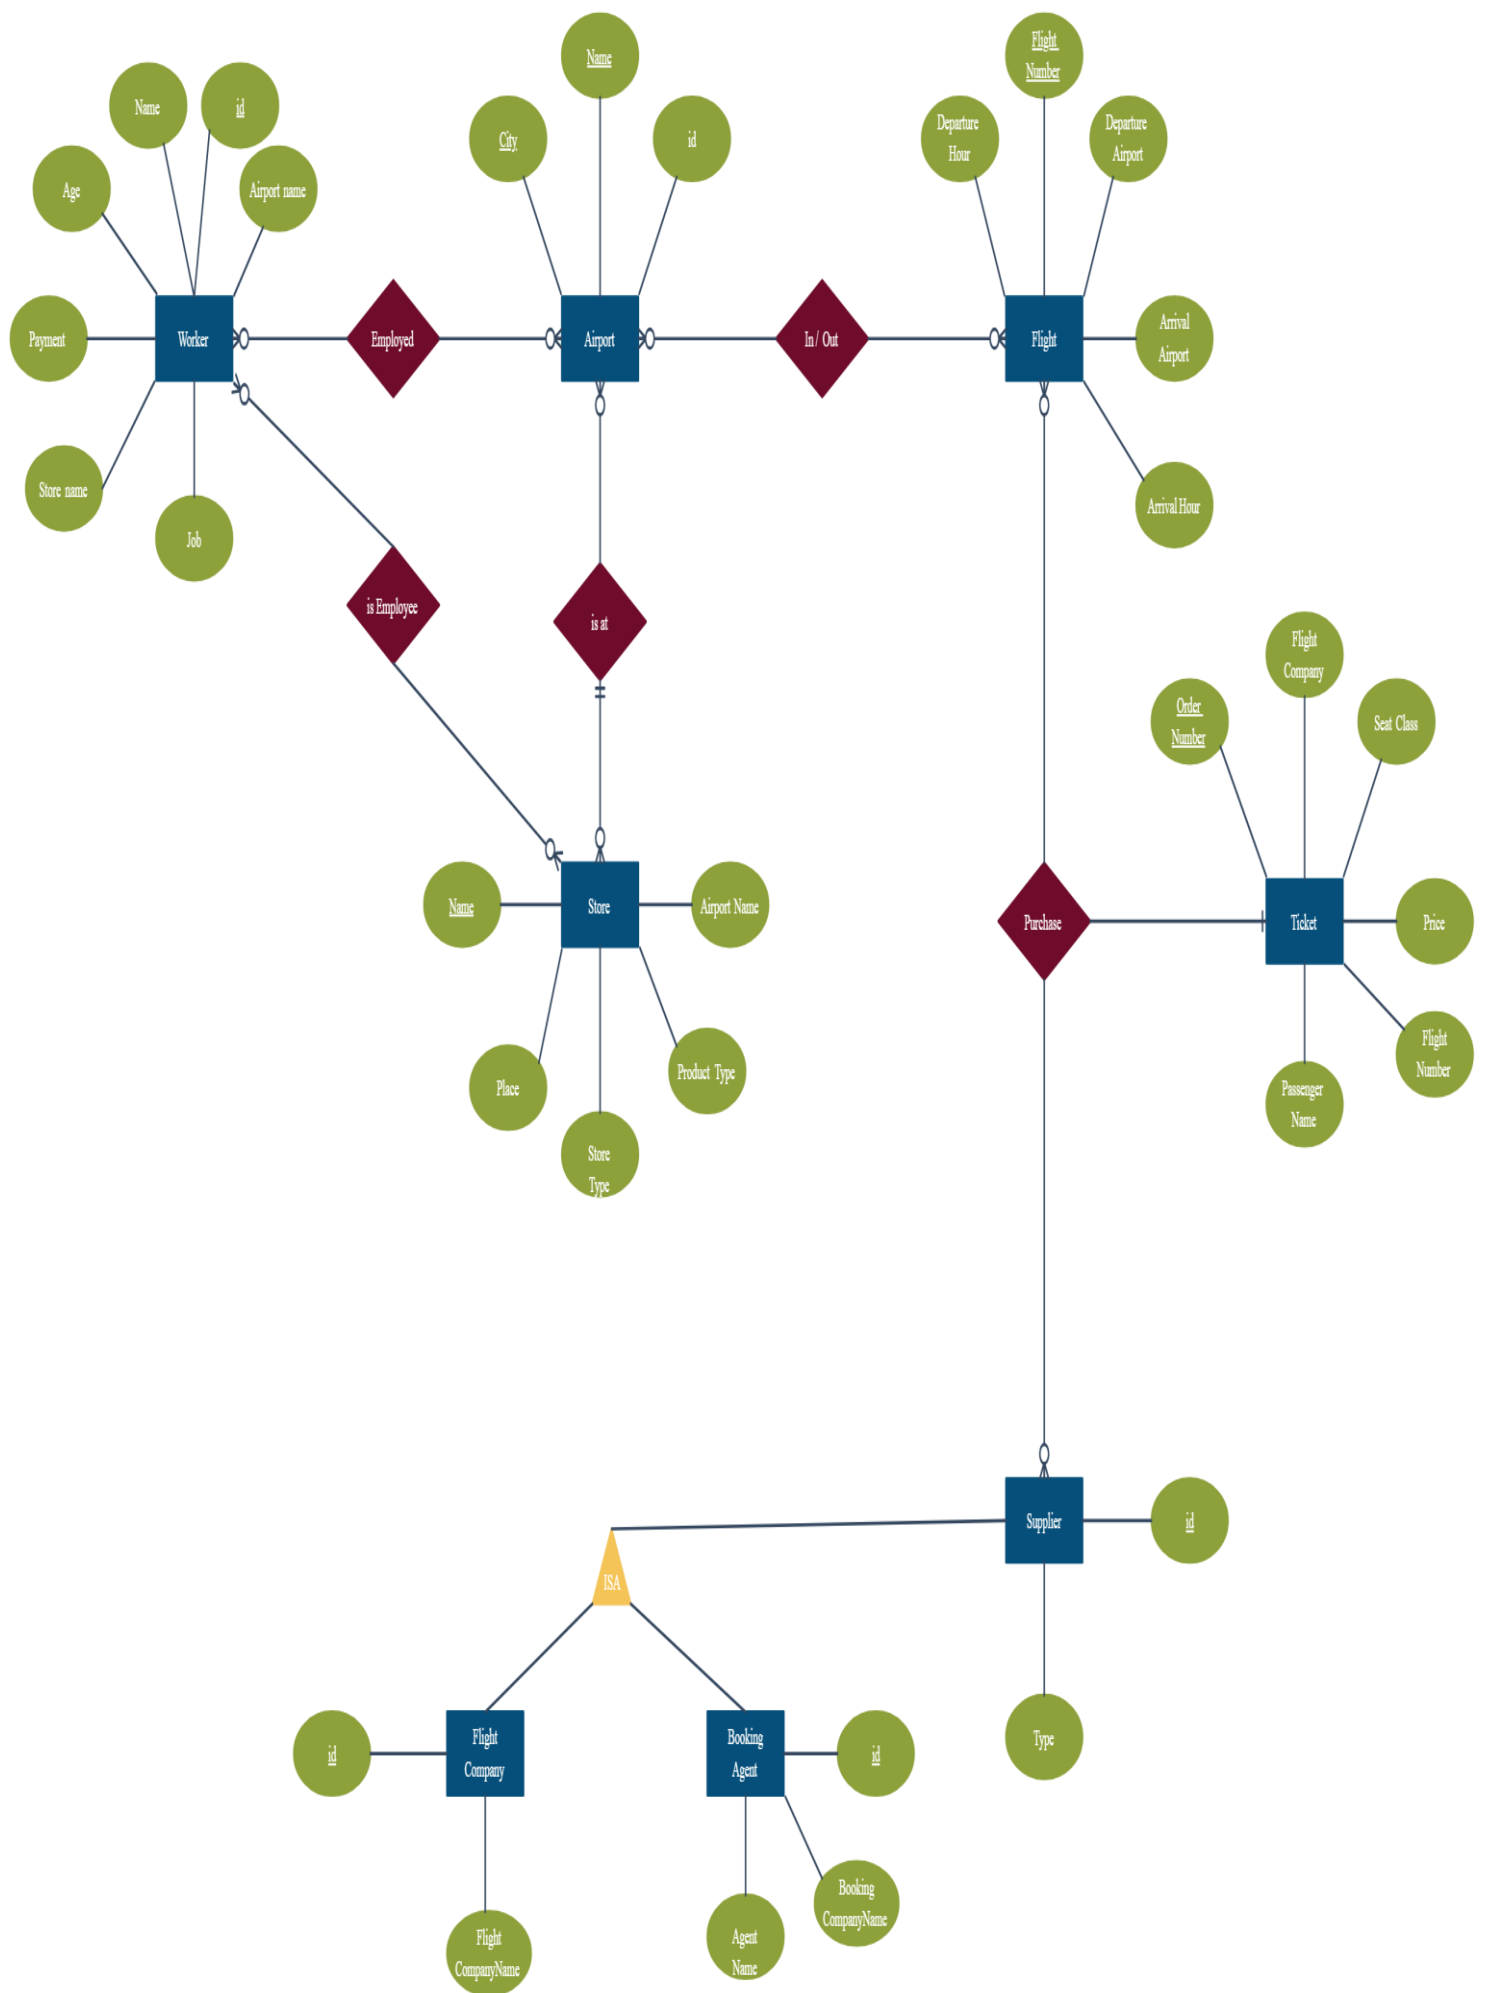 Flight
Number
Name
Name
id
City
id
Departure
Hour
Departure
Airport
Age
Airport name
Payment
Worker
Employed
Airport
In / Out
Flight
Arrival
Airport
Store name
Job
Arrival Hour
is Employee
is at
Flight
Company
Order
Number
Seat Class
Name
Store
Airport Name
Purchase
Ticket
Price
Place
Product Type
Flight
Number
Passenger
Name
Store
Type
Supplier
id
ISA
id
Flight
Company
Booking
Agent
id
Type
Booking
CompanyName
Flight
CompanyName
Agent
Name